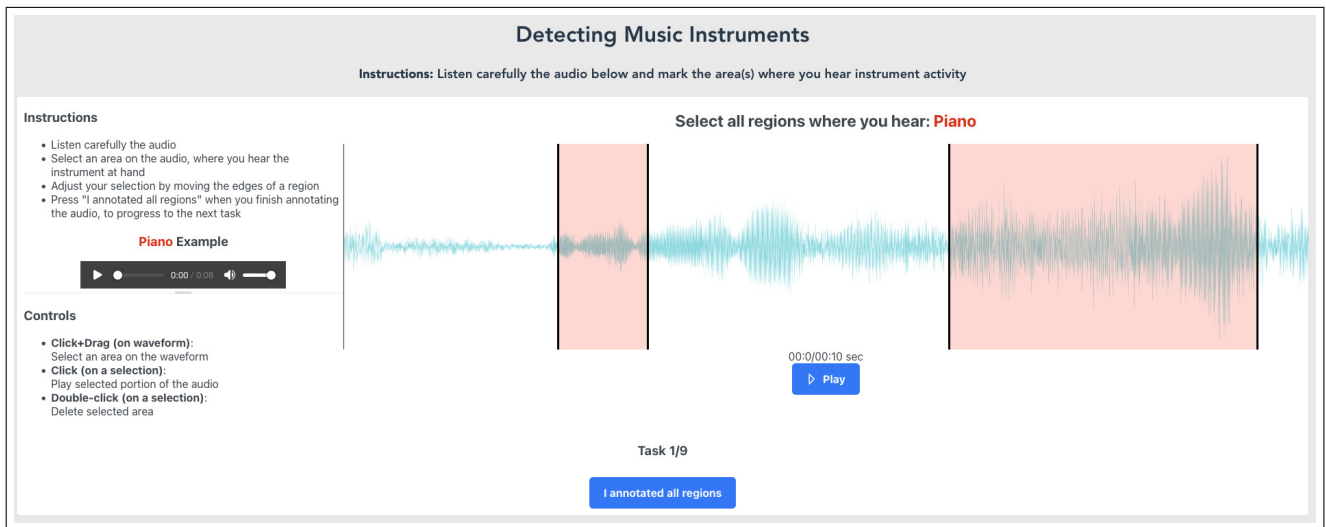 Detecting Music Instruments
Instructions: Listen carefully the audio below and mark the area(s) where you hear instrument activity
Instructions
• Listen carefully the audio
• Select an area on the audio, where you hear the
instrument at hand
• Adjust your selection by moving the edges of a region
• Press "I annotated all regions" when you finish annotating
the audio, to progress to the next task
Piano Example
0:00 / 0:08
Controls
• Click+Drag (on waveform):
Select an area on the waveform
• Click (on a selection):
Play selected portion of the audio
• Double-click (on a selection):
Delete selected area
Select all regions where you hear: Piano
00:0/00:10 sec
Play
Task 1/9
I annotated all regions